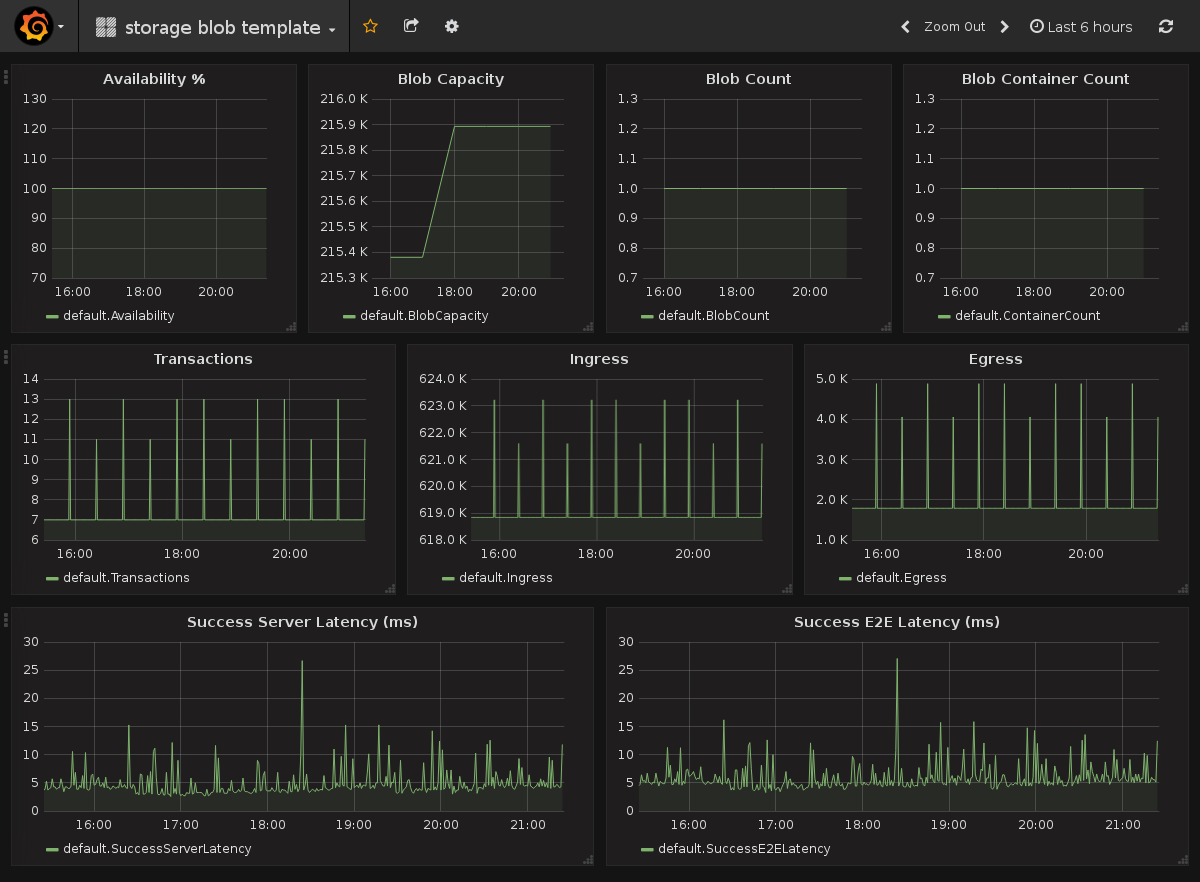 storage blob template
Zoom Out
Last 6 hours
Availability %
130
120
110
100
90
80
70
16:00 18:00 20:00
default.Availability
Blob Capacity
216.0 K
215.9 K
215.8 K
215.7 K
215.6 K
215.5 K
215.4 K
215.3 K
16:00 18:00 20:00
default.BlobCapacity
Blob Count
1.3
1.2
1.1
1.0
0.9
0.8
0.7
16:00 18:00 20:00
default.BlobCount
Blob Container Count
1.3
1.2
1.1
1.0
0.9
0.8
0.7
16:00 18:00 20:00
default.ContainerCount
Transactions
14
13
12
11
10
9
8
7
6
16:00 18:00 20:00
default.Transactions
Ingress
624.0 K
623.0 K
622.0 K
621.0 K
620.0 K
619.0 K
618.0 K
16:00 18:00 20:00
default.Ingress
Egress
5.0 K
4.0 K
3.0 K
2.0 K
1.0 K
16:00 18:00 20:00
default.Egress
Success Server Latency (ms)
30
25
20
15
10
5
0
16:00 17:00 18:00 19:00 20:00 21:00
default.SuccessServerLatency
Success E2E Latency (ms)
30
25
20
15
10
5
0
16:00 17:00 18:00 19:00 20:00 21:00
default.SuccessE2ELatency